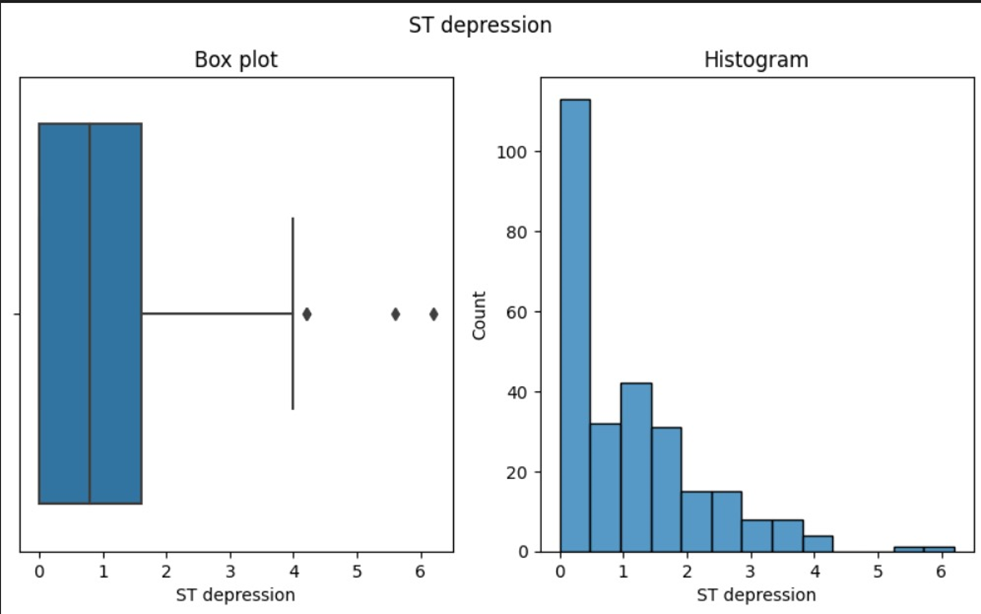 ST depression
Box plot
0 1 2 3 4 5 6
ST depression
Histogram
100
80
60
40
20
0
Count
0 1 2 3 4 5 6
ST depression